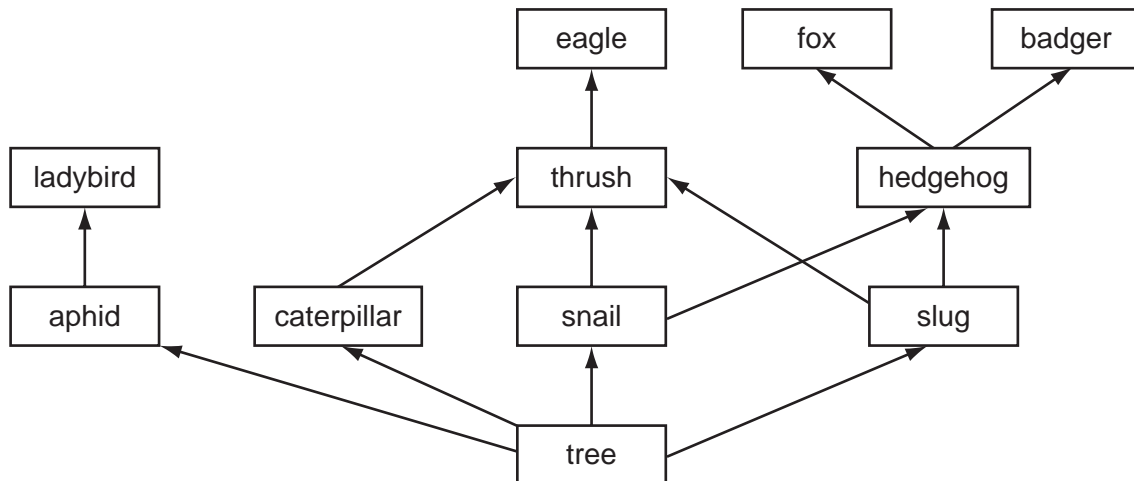 eagle fox badger
ladybird thrush hedgehog
aphid caterpillar snail slug
tree